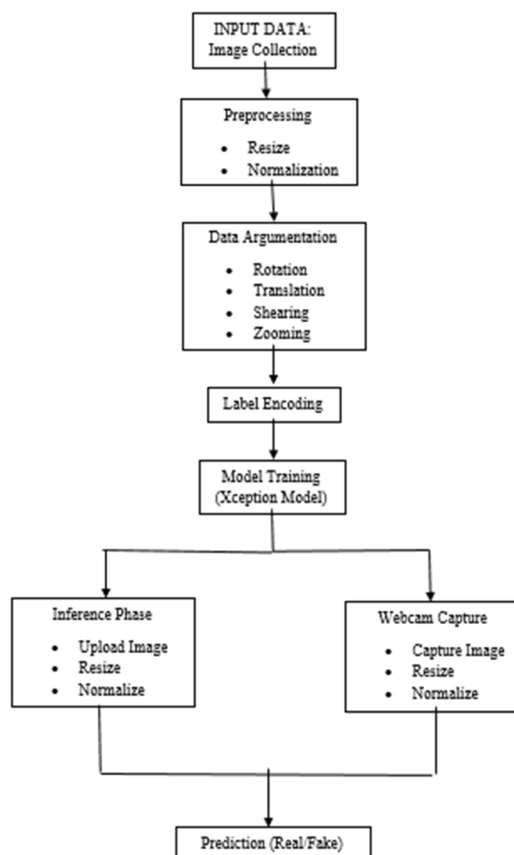 INPUT DATA:
Image Collection
Preprocessing
• Resize
• Normalization
Data Argumentation
• Rotation
• Translation
• Shearing
• Zooming
Label Encoding
Model Training
(Xception Model)
Inference Phase
• Upload Image
• Resize
• Normalize
Webcam Capture
• Capture Image
• Resize
• Normalize
Prediction (Real/Fake)